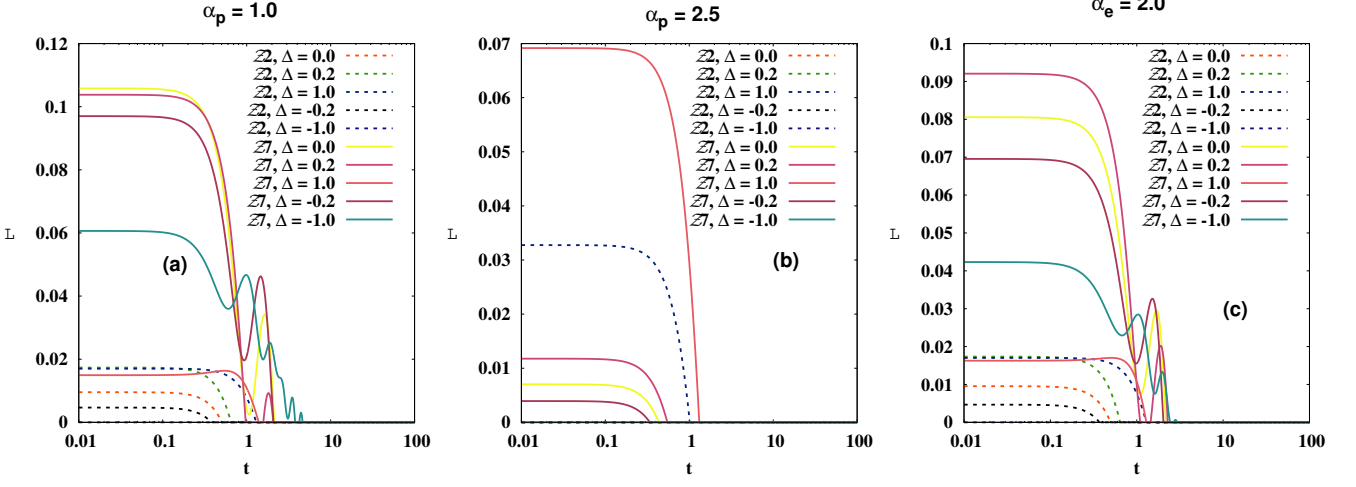 αp = 1.0
0.12
0.1
0.08
0.06
0.04
0.02
0
L
0.01
0.1
1
10
100
t
(a)
Z2, Δ = 0.0
Z2, Δ = 0.2
Z2, Δ = 1.0
Z2, Δ = -0.2
Z2, Δ = -1.0
Z7, Δ = 0.0
Z7, Δ = 0.2
Z7, Δ = 1.0
Z7, Δ = -0.2
Z7, Δ = -1.0
αp = 2.5
0.07
0.06
0.05
0.04
0.03
0.02
0.01
0
L
0.01
0.1
1
10
100
t
(b)
Z2, Δ = 0.0
Z2, Δ = 0.2
Z2, Δ = 1.0
Z2, Δ = -0.2
Z2, Δ = -1.0
Z7, Δ = 0.0
Z7, Δ = 0.2
Z7, Δ = 1.0
Z7, Δ = -0.2
Z7, Δ = -1.0
αe = 2.0
0.1
0.09
0.08
0.07
0.06
0.05
0.04
0.03
0.02
0.01
0
L
0.01
0.1
1
10
100
t
(c)
Z2, Δ = 0.0
Z2, Δ = 0.2
Z2, Δ = 1.0
Z2, Δ = -0.2
Z2, Δ = -1.0
Z7, Δ = 0.0
Z7, Δ = 0.2
Z7, Δ = 1.0
Z7, Δ = -0.2
Z7, Δ = -1.0